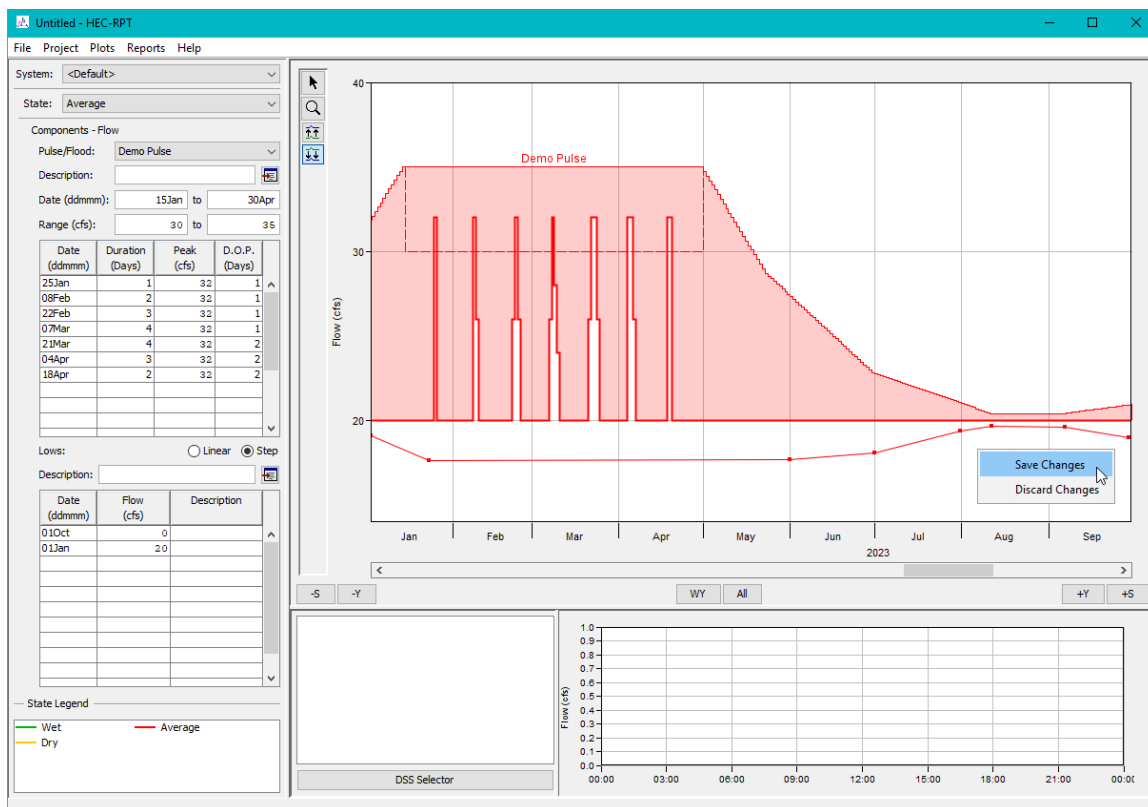 Untitled - HEC-RPT
File Project Plots Reports Help
System: <Default>
State: Average
Components - Flow
Pulse/Flood: Demo Pulse
Description:
Date (ddmmm): 15Jan to 30Apr
Range (cfs): 30 to 35
Date Duration Peak D.O.P.
(ddmmm) (Days) (cfs) (Days)
25Jan 1 32 1
08Feb 2 32 1
22Feb 3 32 1
07Mar 4 32 1
21Mar 4 32 2
04Apr 3 32 2
18Apr 2 32 2
Lows: Linear Step
Description:
Date Flow Description
(ddmmm) (cfs)
01Oct 0
01Jan 20
State Legend
Wet Average
Dry
40
30
20
Flow (cfs)
Demo Pulse
Save Changes
Discard Changes
Jan Feb Mar Apr May Jun Jul Aug Sep
2023
-S -Y WY All +Y +S
DSS Selector
1.0
0.9
0.8
0.7
0.6
0.5
0.4
0.3
0.2
0.1
0.0
Flow (cfs)
00:00 03:00 06:00 09:00 12:00 15:00 18:00 21:00 00:00